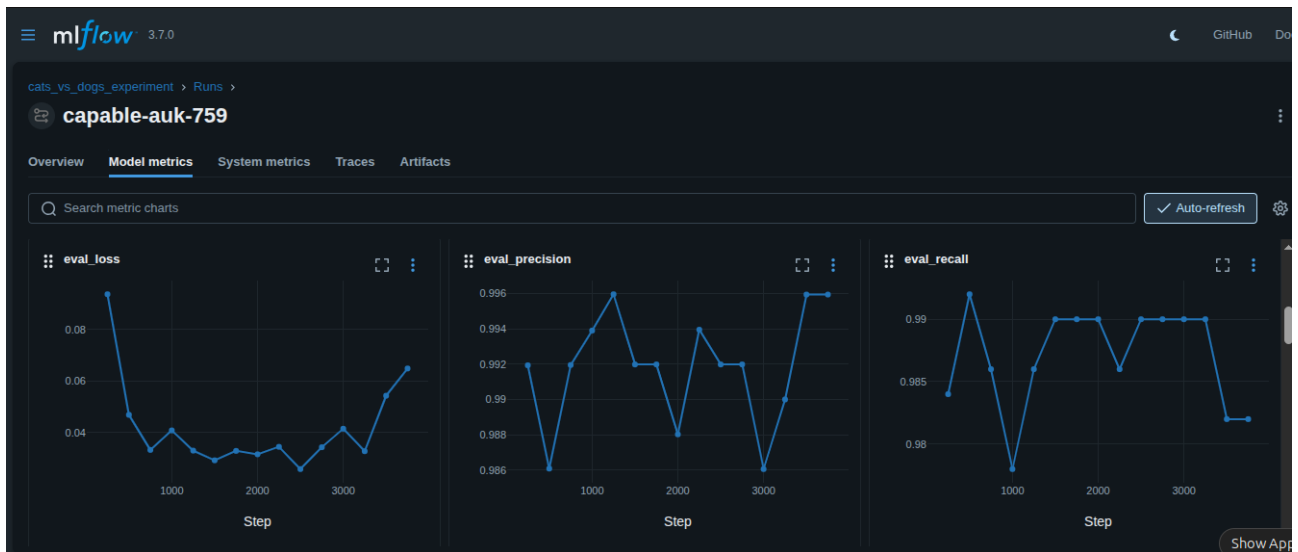 mlflow 3.7.0 GitHub Do
cats_vs_dogs_experiment › Runs ›
capable-auk-759
Overview Model metrics System metrics Traces Artifacts
Search metric charts Auto-refresh
eval_loss
0.08
0.06
0.04
1000 2000 3000
Step
eval_precision
0.996
0.994
0.992
0.99
0.988
0.986
1000 2000 3000
Step
eval_recall
0.99
0.985
0.98
1000 2000 3000
Step
Show App